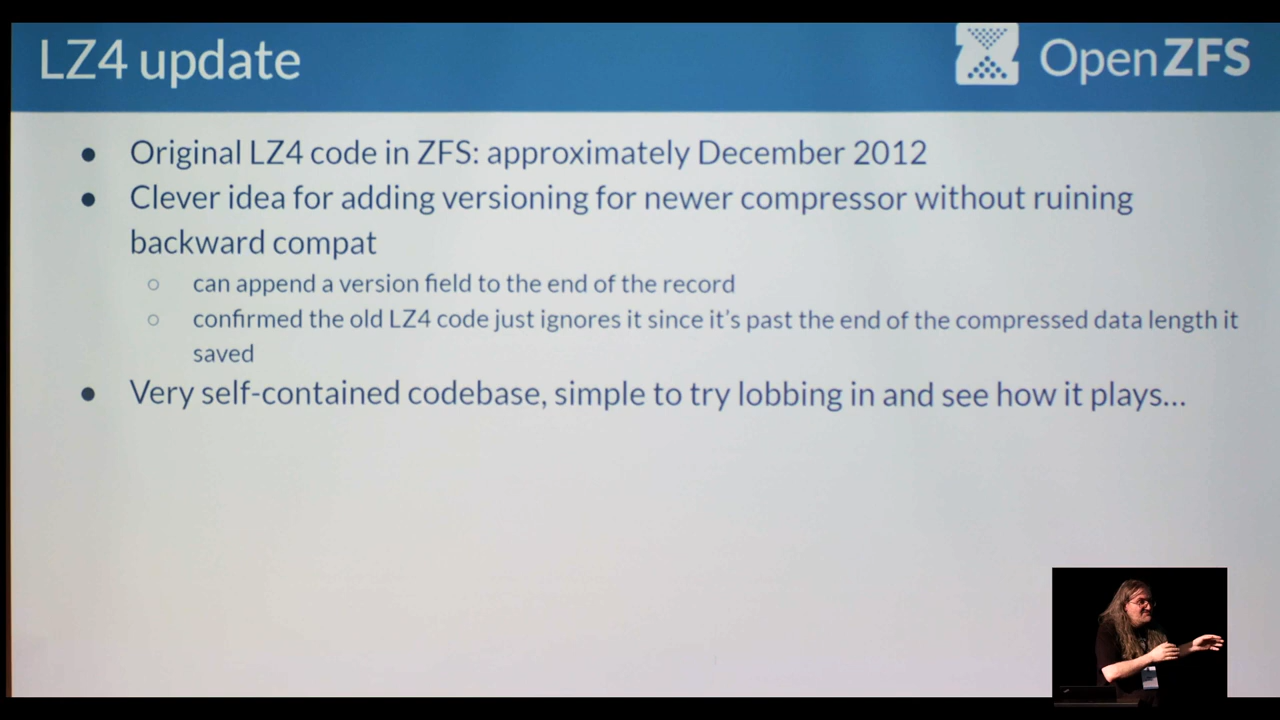 LZ4 update
OpenZFS
● Original LZ4 code in ZFS: approximately December 2012
● Clever idea for adding versioning for newer compressor without ruining
backward compat
○ can append a version field to the end of the record
○ confirmed the old LZ4 code just ignores it since it's past the end of the compressed data length it
saved
● Very self-contained codebase, simple to try lobbing in and see how it plays...